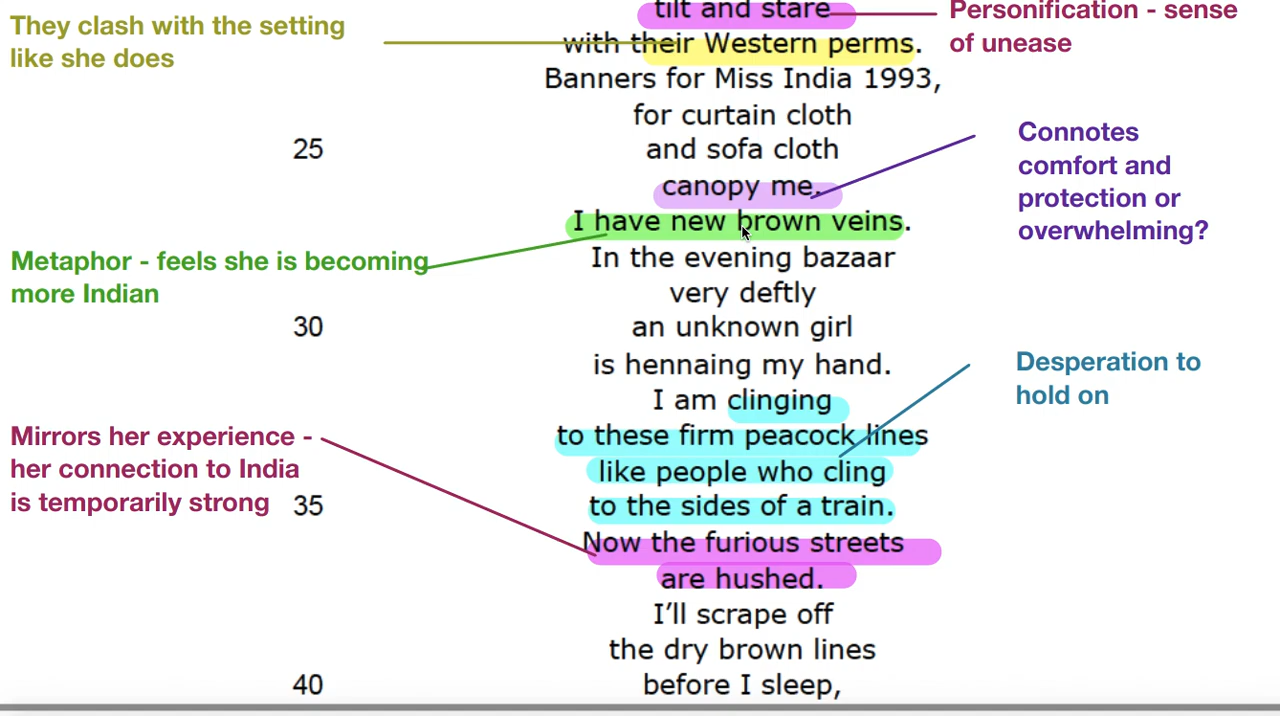 They clash with the setting
like she does
tilt and stare
Personification - sense
of unease
with their Western perms.
Banners for Miss India 1993,
for curtain cloth
25 and sofa cloth
canopy me.
Connotes
comfort and
protection or
overwhelming?
I have new brown veins.
Metaphor - feels she is becoming
more Indian
In the evening bazaar
very deftly
30 an unknown girl
is hennaing my hand.
I am clinging
to these firm peacock lines
Desperation to
hold on
like people who cling
35 to the sides of a train.
Mirrors her experience -
her connection to India
is temporarily strong
Now the furious streets
are hushed.
I’ll scrape off
the dry brown lines
40 before I sleep,